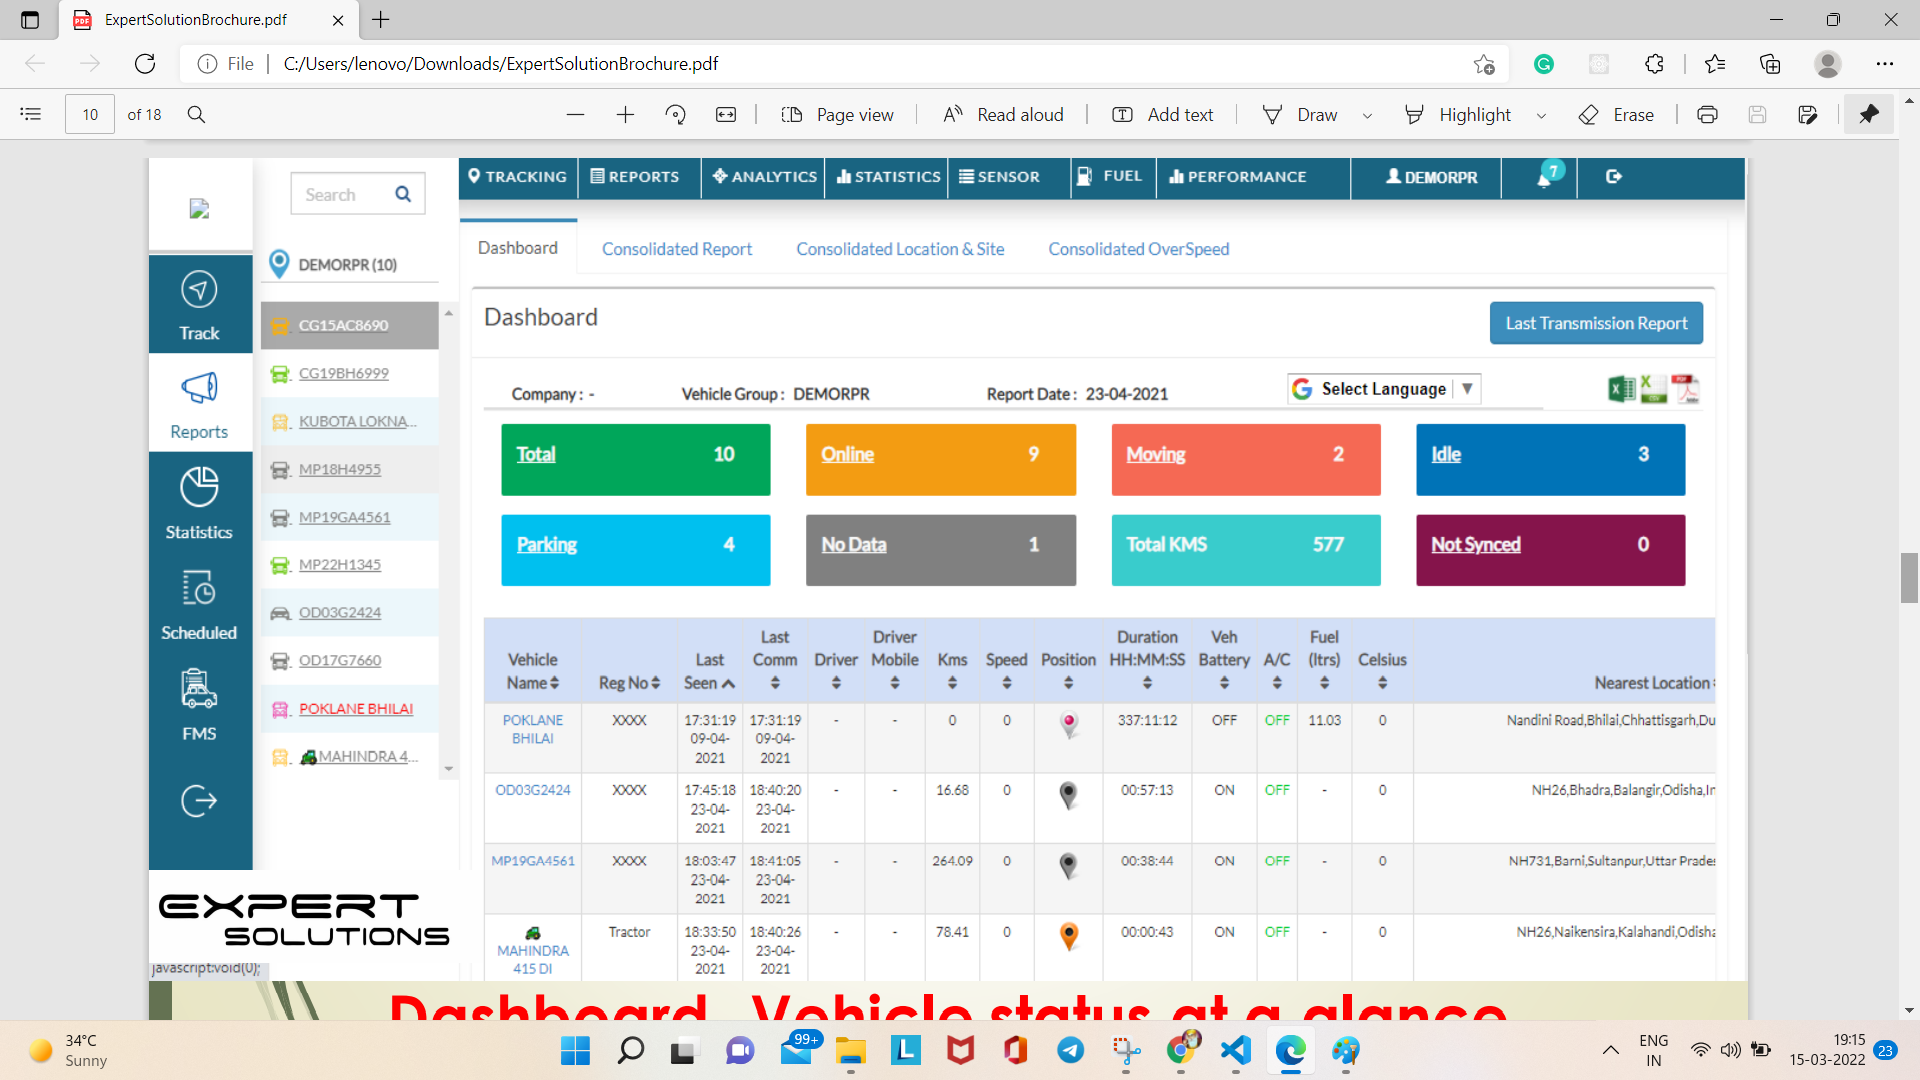 ExpertSolutionBrochure.pdf
File
C:/Users/lenovo/Downloads/ExpertSolutionBrochure.pdf
10 of 18
Page view
Read aloud
Add text
Draw
Highlight
Erase
Search
TRACKING
REPORTS
ANALYTICS
STATISTICS
SENSOR
FUEL
PERFORMANCE
DEMORPR
7
DEMORPR (10)
Dashboard
Consolidated Report
Consolidated Location & Site
Consolidated OverSpeed
Track
Reports
Statistics
Scheduled
FMS
CG15AC8690
CG19BH6999
KUBOTA LOKNA...
MP18H4955
MP19GA4561
MP22H1345
OD03G2424
OD17G7660
POKLANE BHILAI
MAHINDRA 4...
Dashboard
Last Transmission Report
Company : -
Vehicle Group : DEMORPR
Report Date : 23-04-2021
Select Language
Total 10
Online 9
Moving 2
Idle 3
Parking 4
No Data 1
Total KMS 577
Not Synced 0
Vehicle Name
Reg No
Last Seen
Last Comm
Driver
Driver Mobile
Kms
Speed
Position
Duration HH:MM:SS
Veh Battery
A/C
Fuel (ltrs)
Celsius
Nearest Location
POKLANE BHILAI XXXX 17:31:19 09-04-2021 17:31:19 09-04-2021 - - 0 0 337:11:12 OFF OFF 11.03 0 Nandini Road,Bhilai,Chhattisgarh,Du
OD03G2424 XXXX 17:45:18 23-04-2021 18:40:20 23-04-2021 - - 16.68 0 00:57:13 ON OFF - 0 NH26,Bhadra,Balangir,Odisha,In
MP19GA4561 XXXX 18:03:47 23-04-2021 18:41:05 23-04-2021 - - 264.09 0 00:38:44 ON OFF - 0 NH731,Barni,Sultanpur,Uttar Prades
MAHINDRA 415 DI Tractor 18:33:50 23-04-2021 18:40:26 23-04-2021 - - 78.41 0 00:00:43 ON OFF - 0 NH26,Naikensira,Kalahandi,Odisha
EXPERT
SOLUTIONS
javascript:void(0);
Dashboard Vehicle status at a glance
34°C
Sunny
99+
ENG
IN
19:15
15-03-2022
23